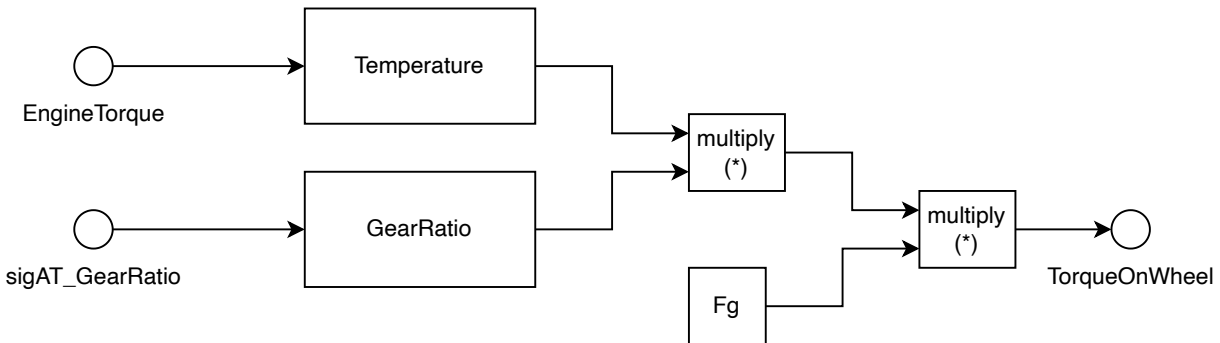 Temperature
EngineTorque
multiply
(*)
GearRatio
sigAT_GearRatio
multiply
(*)
TorqueOnWheel
Fg